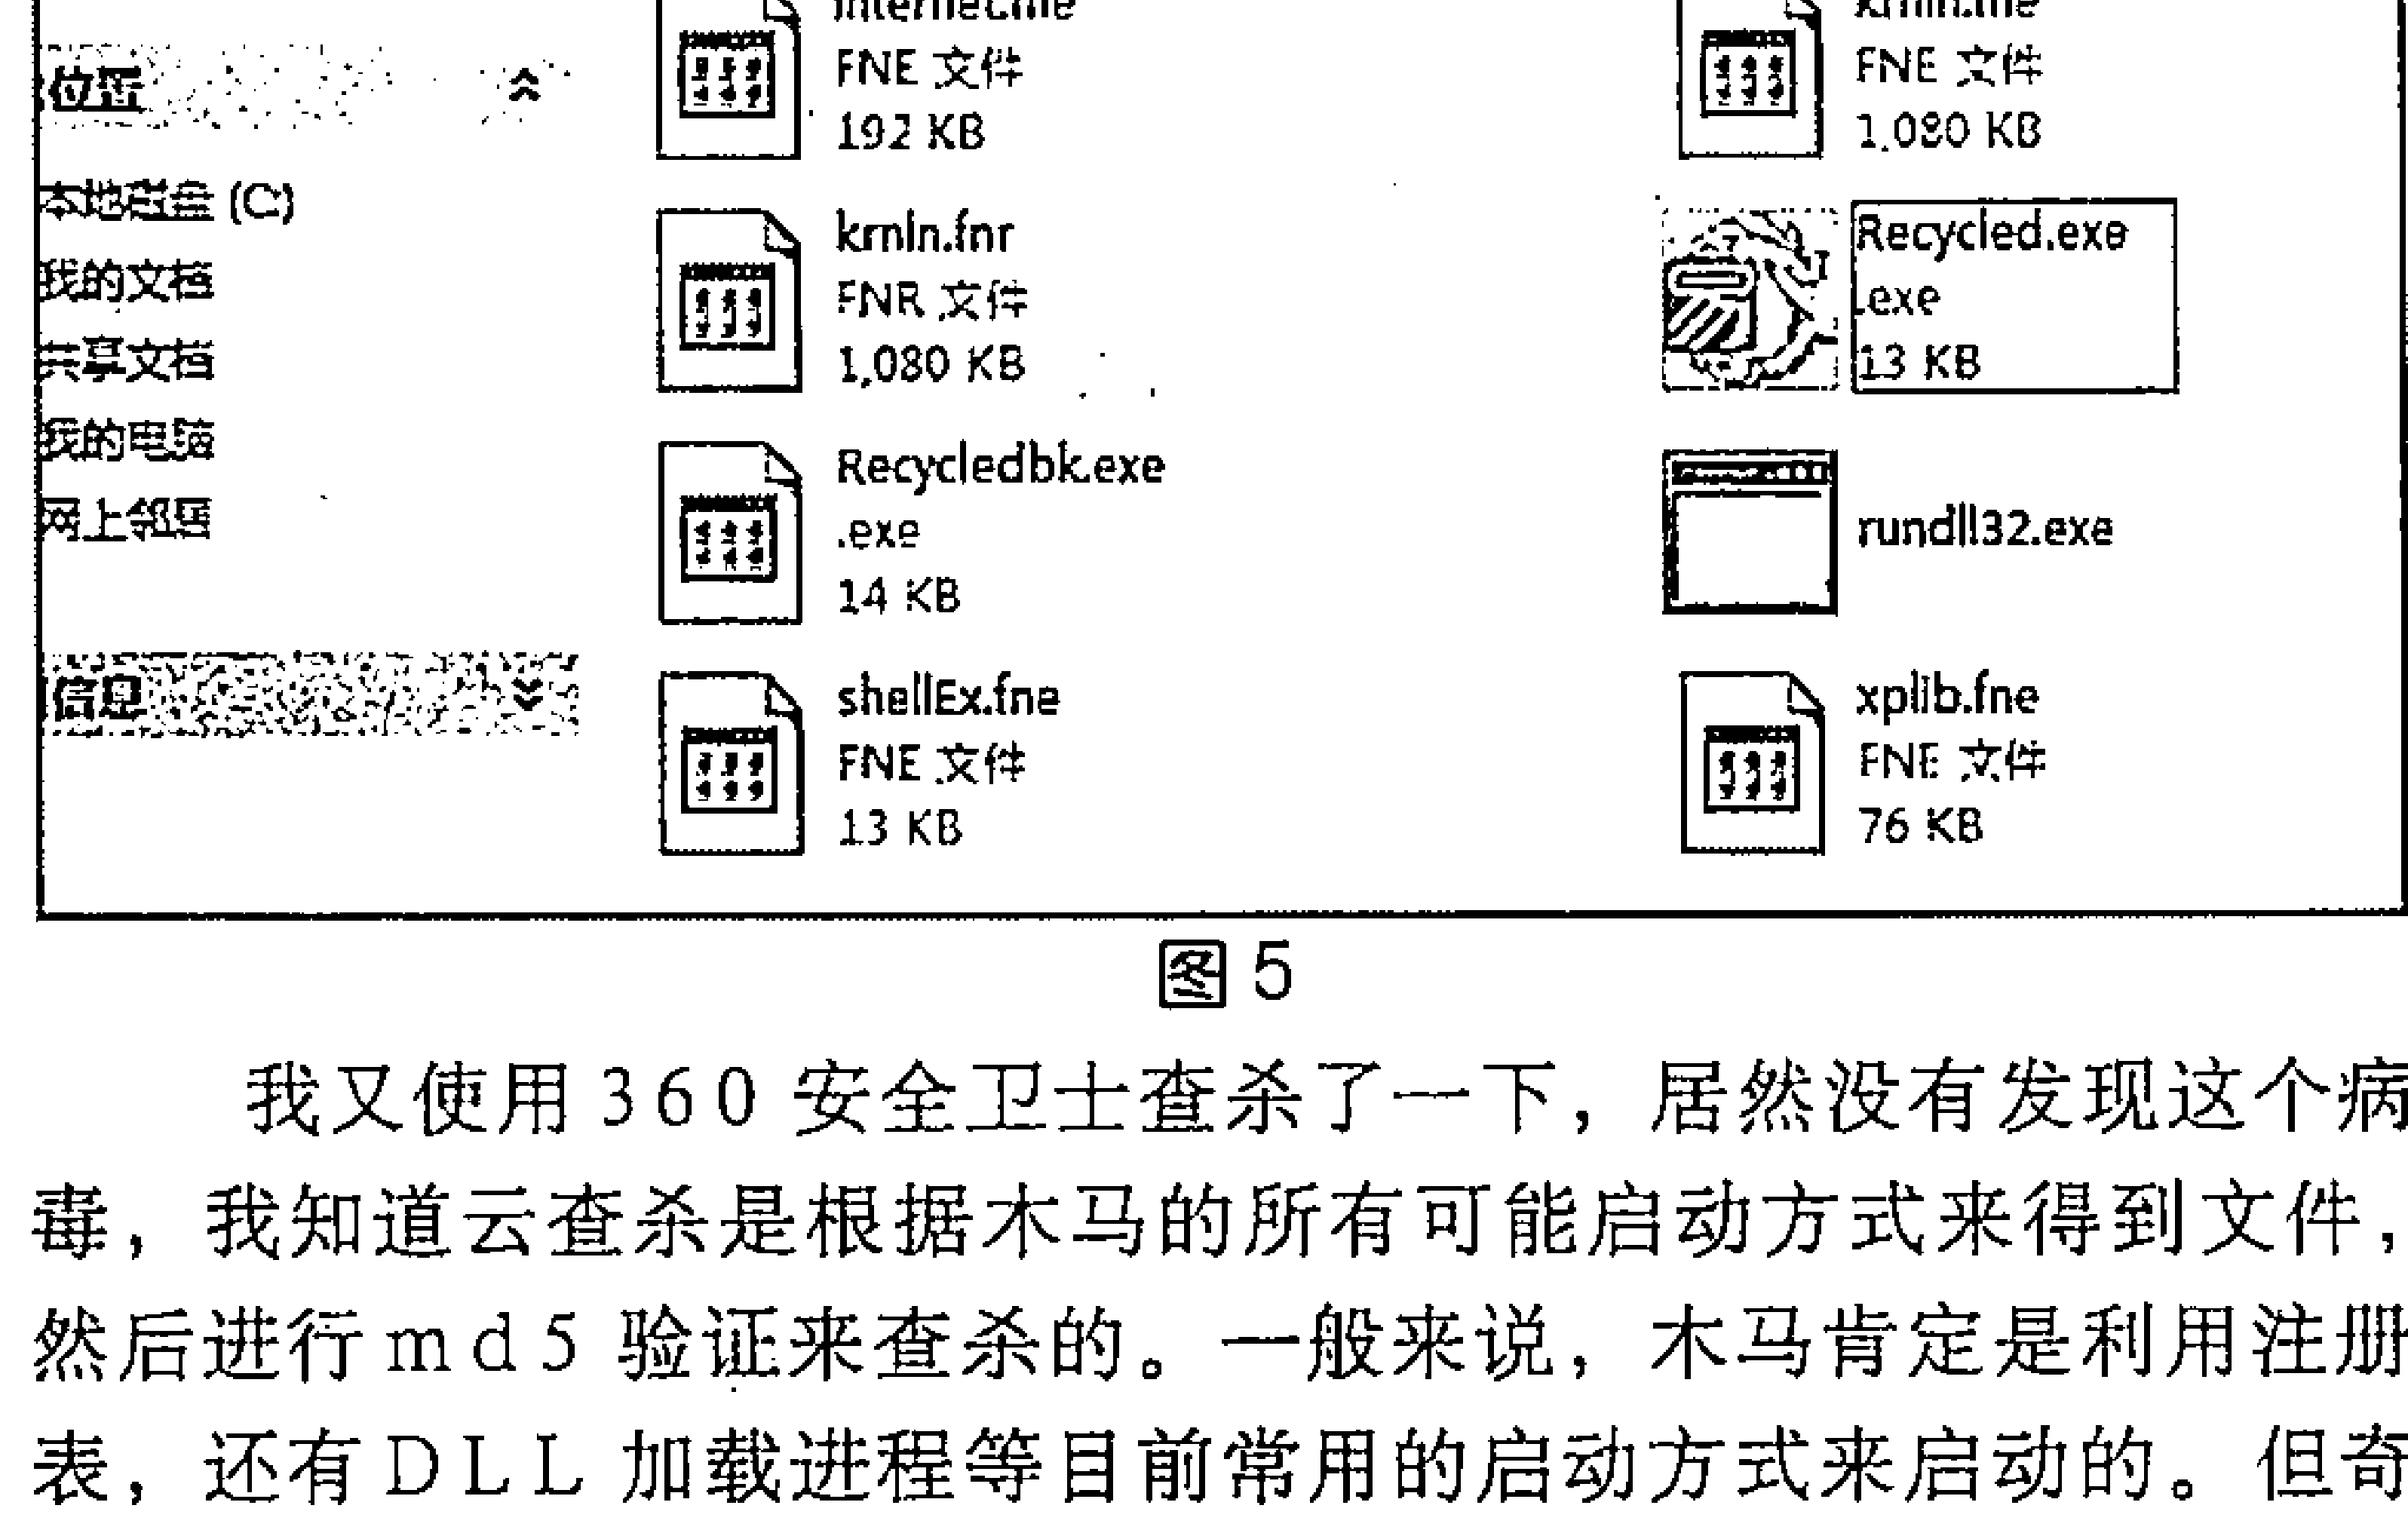 位置
本地磁盘 (C)
我的文档
共享文档
我的电脑
网上邻居
信息
FNE 文件
192 KB
krnln.fnr
FNR 文件
1,080 KB
Recycledbk.exe
.exe
14 KB
shellEx.fne
FNE 文件
13 KB
krnln.fne
FNE 文件
1,080 KB
Recycled.exe
.exe
13 KB
rundll32.exe
xplib.fne
FNE 文件
76 KB
图 5
我又使用 360 安全卫士查杀了一下，居然没有发现这个病
毒，我知道云查杀是根据木马的所有可能启动方式来得到文件，
然后进行 md5 验证来查杀的。一般来说，木马肯定是利用注册
表，还有 DLL 加载进程等目前常用的启动方式来启动的。但奇